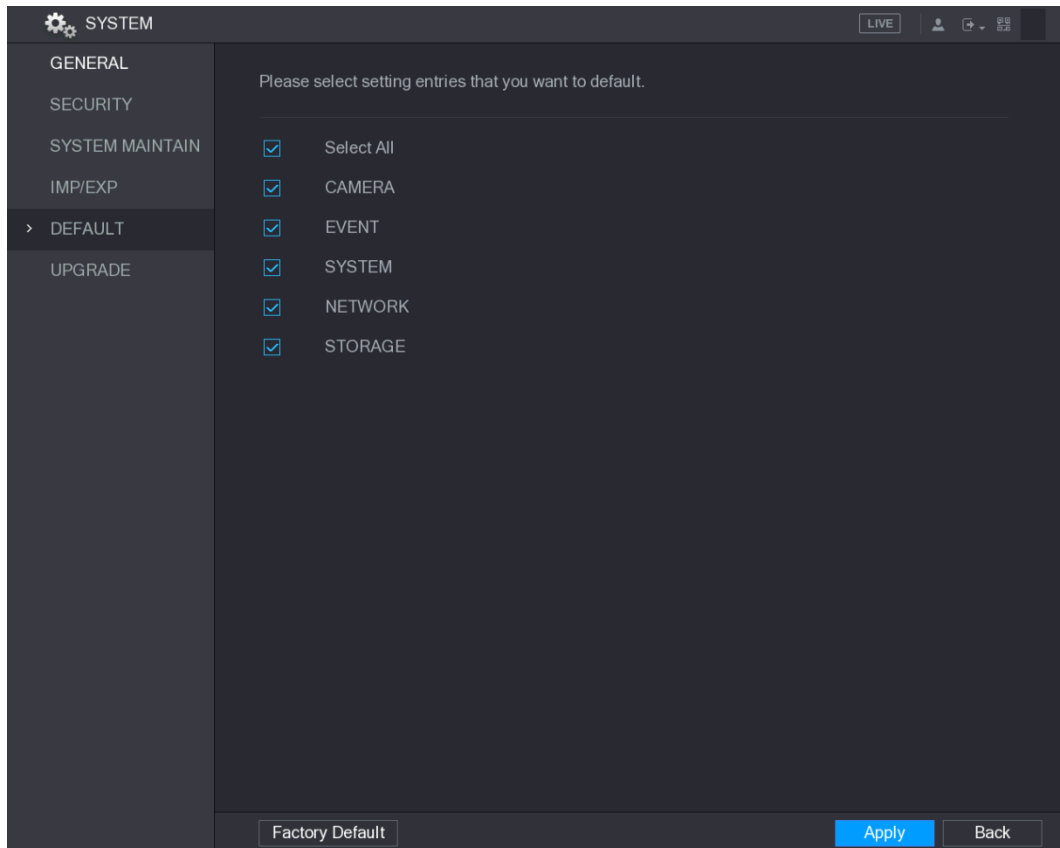 SYSTEM
LIVE
GENERAL
SECURITY
SYSTEM MAINTAIN
IMP/EXP
DEFAULT
UPGRADE
Please select setting entries that you want to default.
Select All
CAMERA
EVENT
SYSTEM
NETWORK
STORAGE
Factory Default
Apply
Back